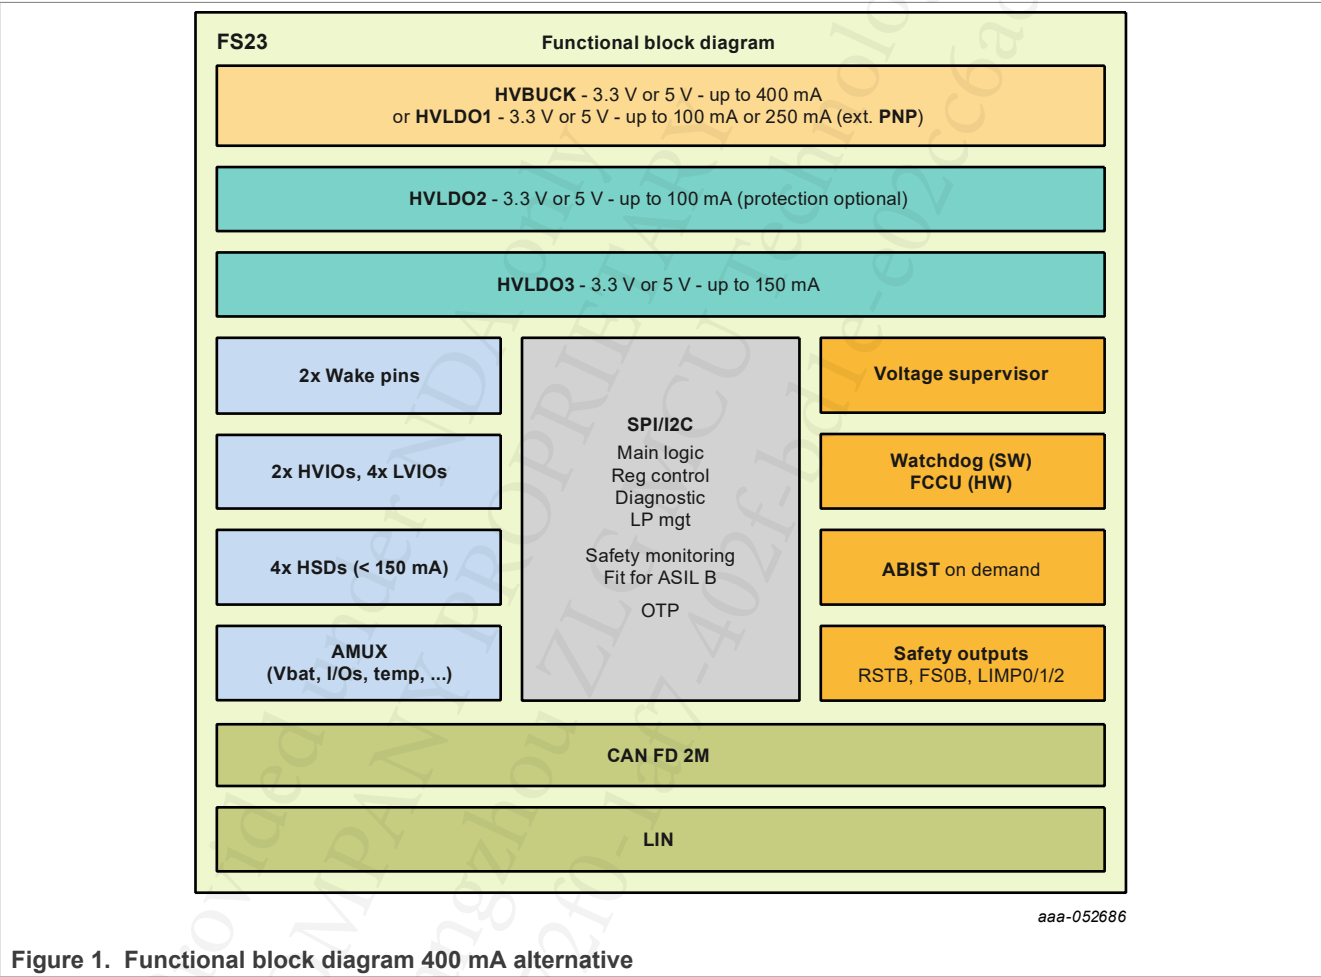 FS23
Functional block diagram
HVBUCK - 3.3 V or 5 V - up to 400 mA
or HVLDO1 - 3.3 V or 5 V - up to 100 mA or 250 mA (ext. PNP)
HVLDO2 - 3.3 V or 5 V - up to 100 mA (protection optional)
HVLDO3 - 3.3 V or 5 V - up to 150 mA
2x Wake pins
2x HVIOs, 4x LVIOs
4x HSDs (< 150 mA)
AMUX
(Vbat, I/Os, temp, ...)
SPI/I2C
Main logic
Reg control
Diagnostic
LP mgt
Safety monitoring
Fit for ASIL B
OTP
Voltage supervisor
Watchdog (SW)
FCCU (HW)
ABIST on demand
Safety outputs
RSTB, FS0B, LIMP0/1/2
CAN FD 2M
LIN
aaa-052686
Figure 1. Functional block diagram 400 mA alternative